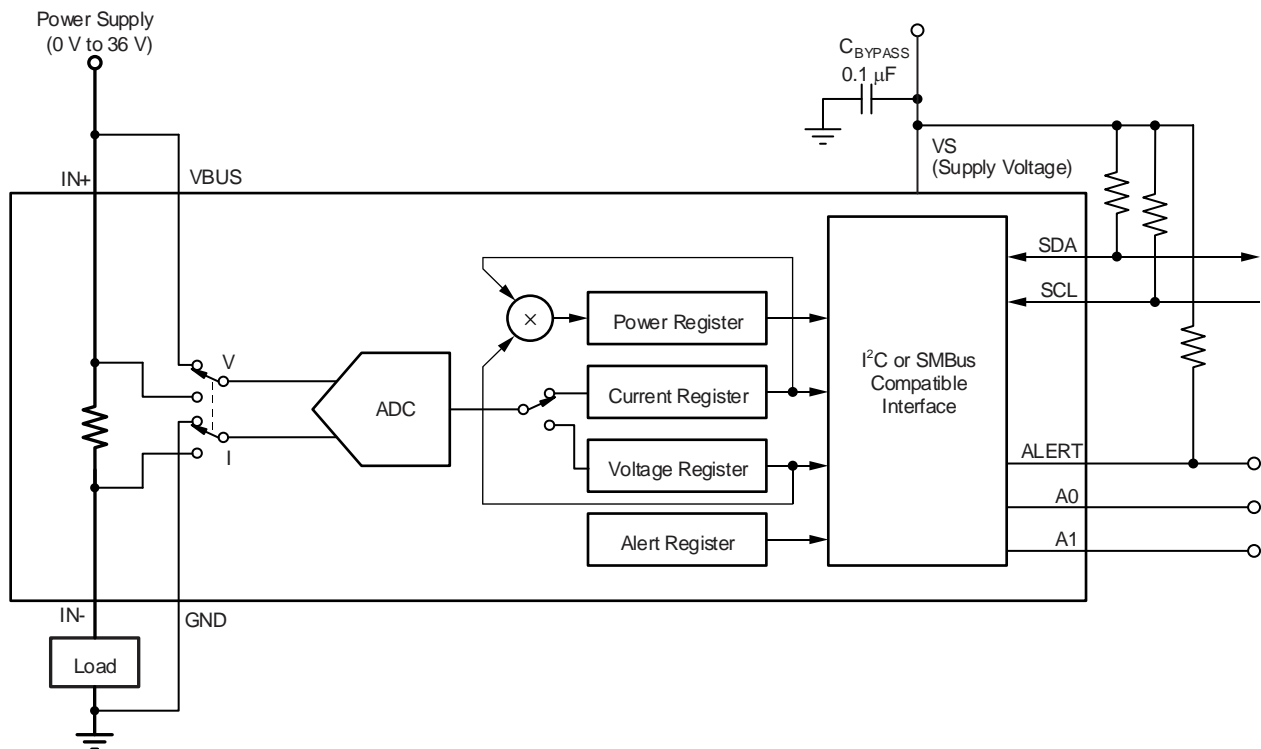 Power Supply
(0 V to 36 V)
C_BYPASS
0.1 µF
VS
(Supply Voltage)
IN+
VBUS
SDA
SCL
V
I
ADC
×
Power Register
Current Register
Voltage Register
Alert Register
I²C or SMBus
Compatible
Interface
ALERT
A0
A1
IN-
GND
Load